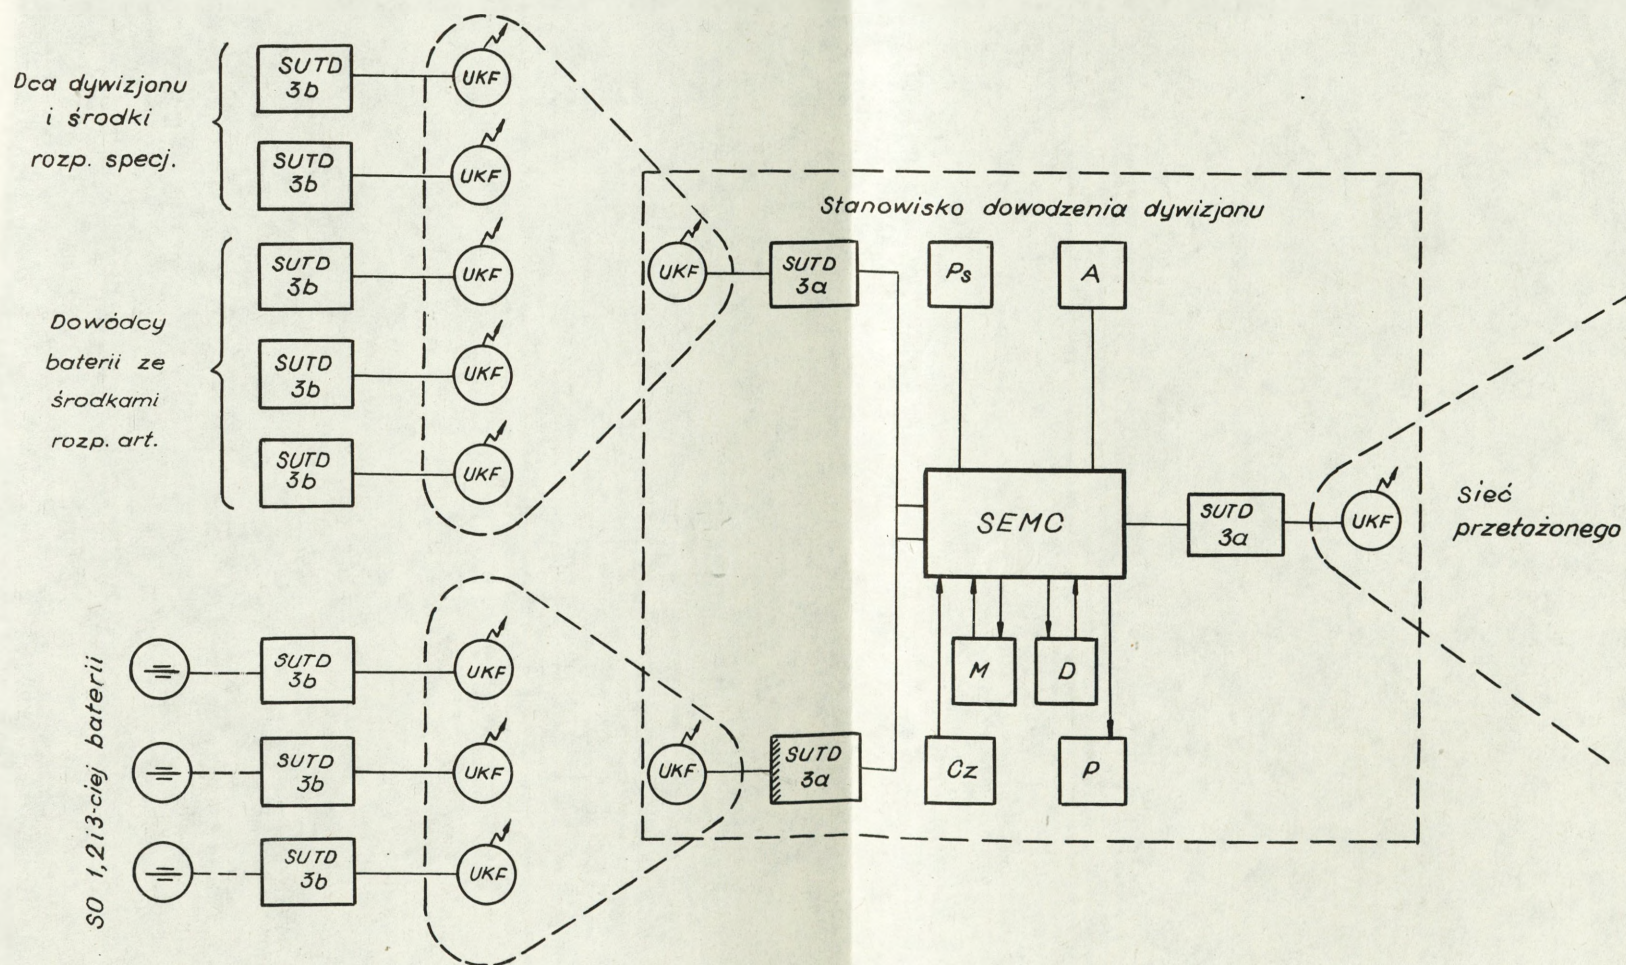 Dca dywizjonu
i środki
rozp. specj.
SUTD
3b
UKF
SUTD
3b
UKF
Dowódcy
baterii ze
środkami
rozp. art.
SUTD
3b
UKF
SUTD
3b
UKF
SUTD
3b
UKF
SO 1,2i3-ciej baterii
SUTD
3b
UKF
SUTD
3b
UKF
SUTD
3b
UKF
Stanowisko dowodzenia dywizjonu
UKF
SUTD
3a
Ps
A
SEMC
SUTD
3a
UKF
Sieć
przełożonego
M
D
UKF
SUTD
3a
Cz
P